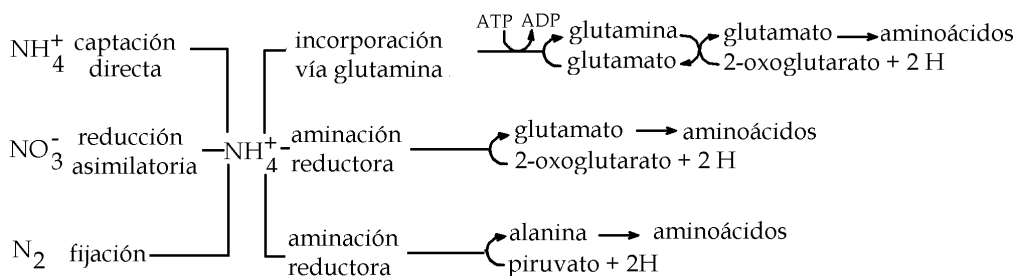 NH₄⁺ captación directa
NO₃⁻ reducción asimilatoria
N₂ fijación
NH₄⁺
incorporación vía glutamina
ATP ADP
glutamina
glutamato
glutamato aminoácidos
2-oxoglutarato + 2 H
aminación reductora
glutamato aminoácidos
2-oxoglutarato + 2 H
aminación reductora
alanina aminoácidos
piruvato + 2H